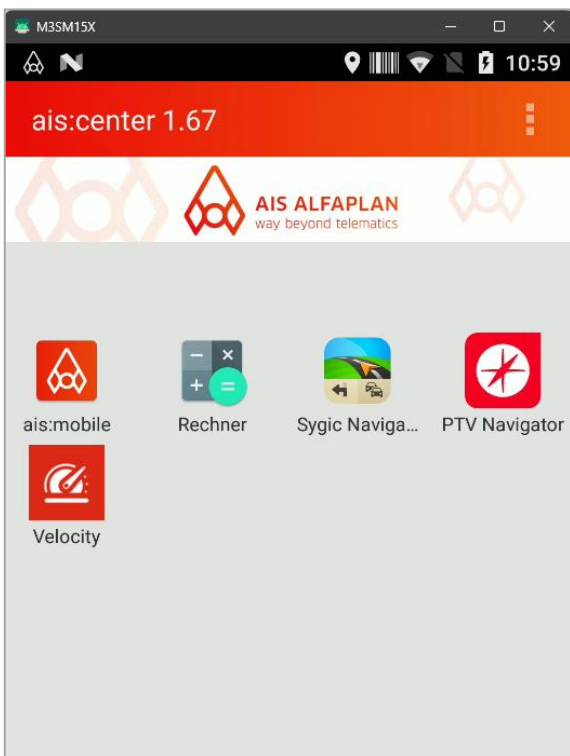 M3SM15X
10:59
ais:center 1.67
AIS ALFAPLAN
way beyond telematics
ais:mobile
Rechner
Sygic Naviga...
PTV Navigator
Velocity